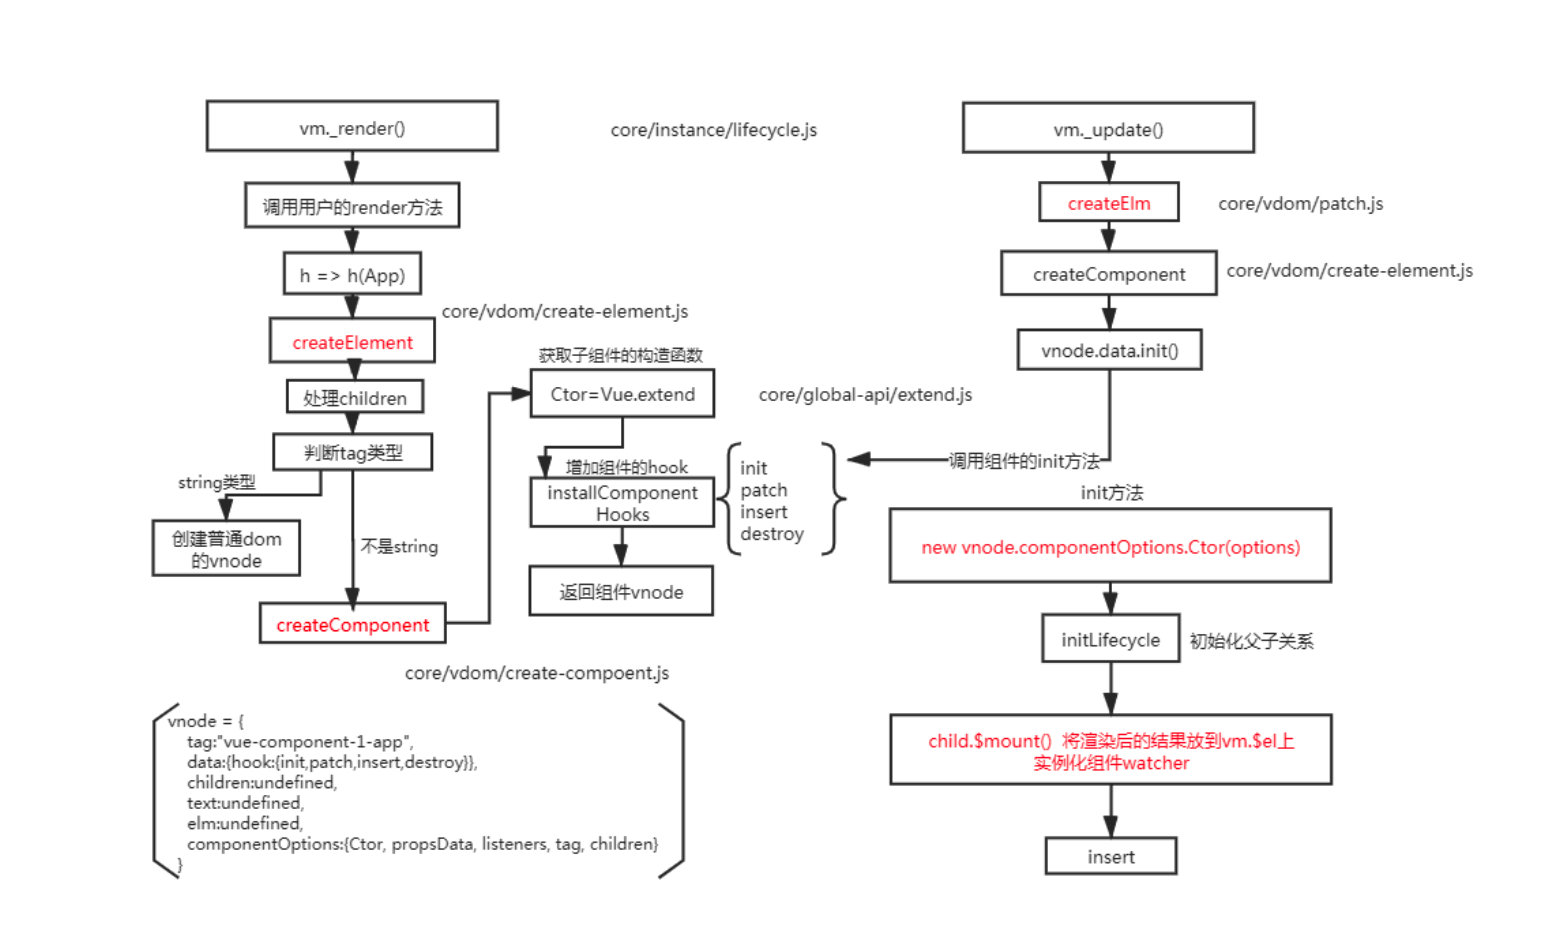 vm._render()
core/instance/lifecycle.js
vm._update()
调用用户的render方法
createElm
core/vdom/patch.js
h => h(App)
createComponent
core/vdom/create-element.js
core/vdom/create-element.js
createElement
获取子组件的构造函数
vnode.data.init()
处理children
Ctor=Vue.extend
core/global-api/extend.js
判断tag类型
string类型
增加组件的hook
installComponent
Hooks
init
patch
insert
destroy
调用组件的init方法
init方法
创建普通dom
的vnode
不是string
new vnode.componentOptions.Ctor(options)
返回组件vnode
createComponent
initLifecycle
初始化父子关系
core/vdom/create-compoent.js
vnode = {
tag:"vue-component-1-app",
data:{hook:{init,patch,insert,destroy}},
children:undefined,
text:undefined,
elm:undefined,
componentOptions:{Ctor, propsData, listeners, tag, children}
}
child.$mount() 将渲染后的结果放到vm.$el上
实例化组件watcher
insert